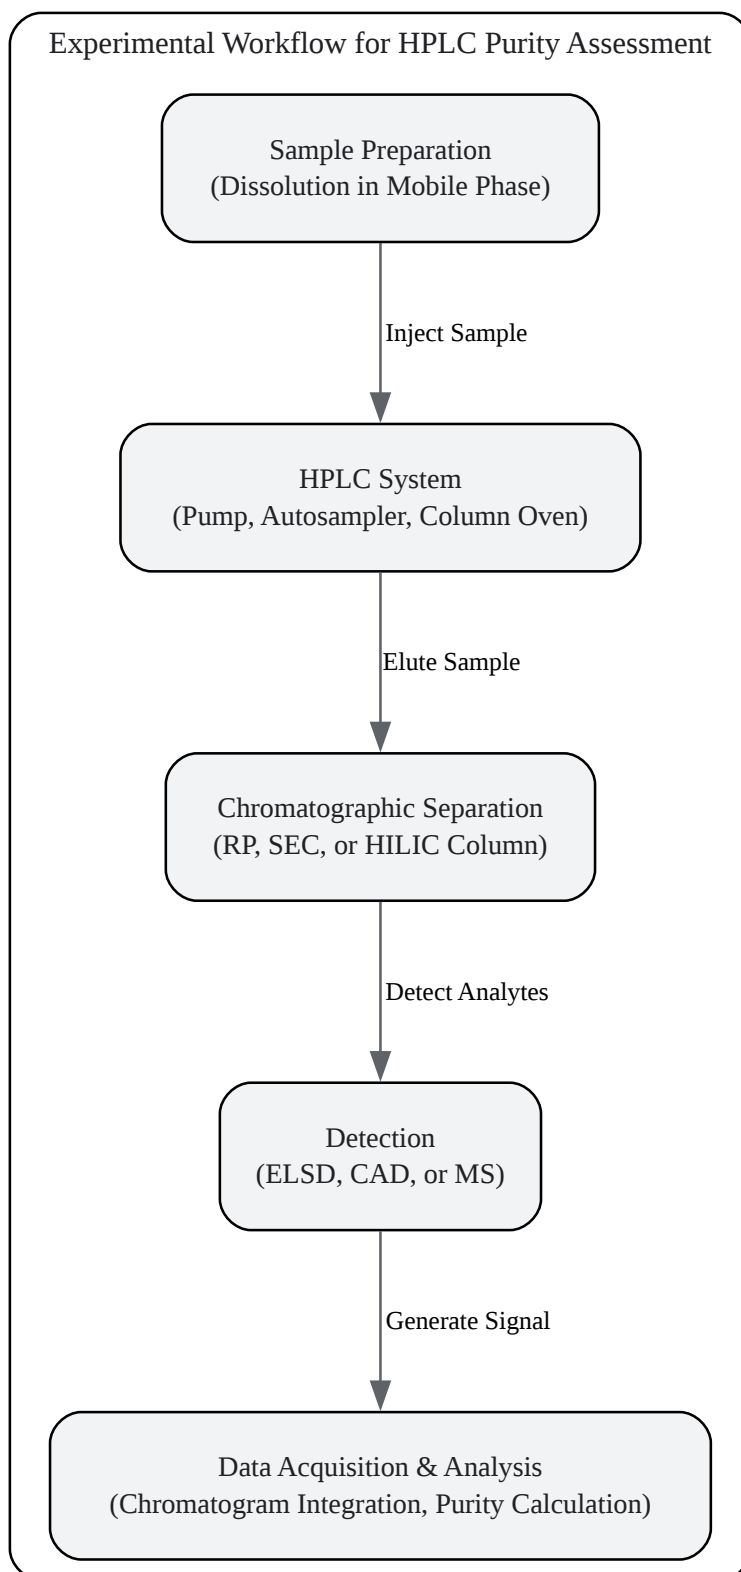 Experimental Workflow for HPLC Purity Assessment
Sample Preparation
(Dissolution in Mobile Phase)
Inject Sample
HPLC System
(Pump, Autosampler, Column Oven)
Elute Sample
Chromatographic Separation
(RP, SEC, or HILIC Column)
Detect Analytes
Detection
(ELSD, CAD, or MS)
Generate Signal
Data Acquisition & Analysis
(Chromatogram Integration, Purity Calculation)